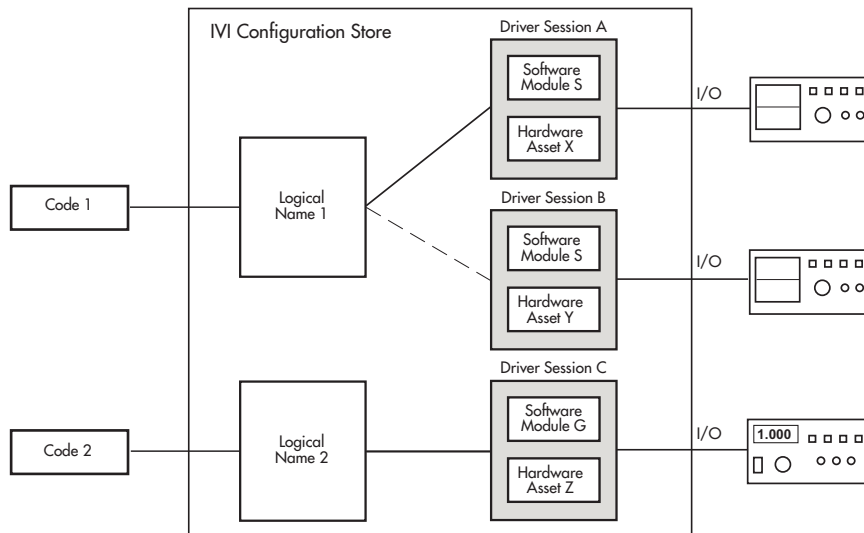 IVI Configuration Store
Driver Session A
Software
Module S
Hardware
Asset X
I/O
Code 1
Logical
Name 1
Driver Session B
Software
Module S
Hardware
Asset Y
I/O
Driver Session C
Software
Module G
Hardware
Asset Z
I/O
1.000
Code 2
Logical
Name 2